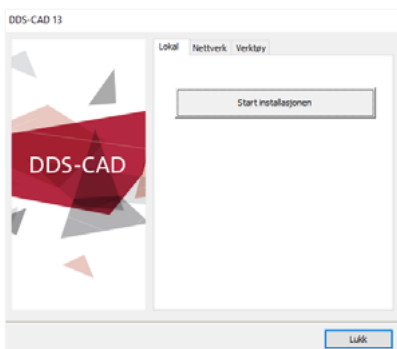 DDS-CAD 13
Lokal Nettverk Verktøy
Start installasjonen
DDS-CAD
Lukk